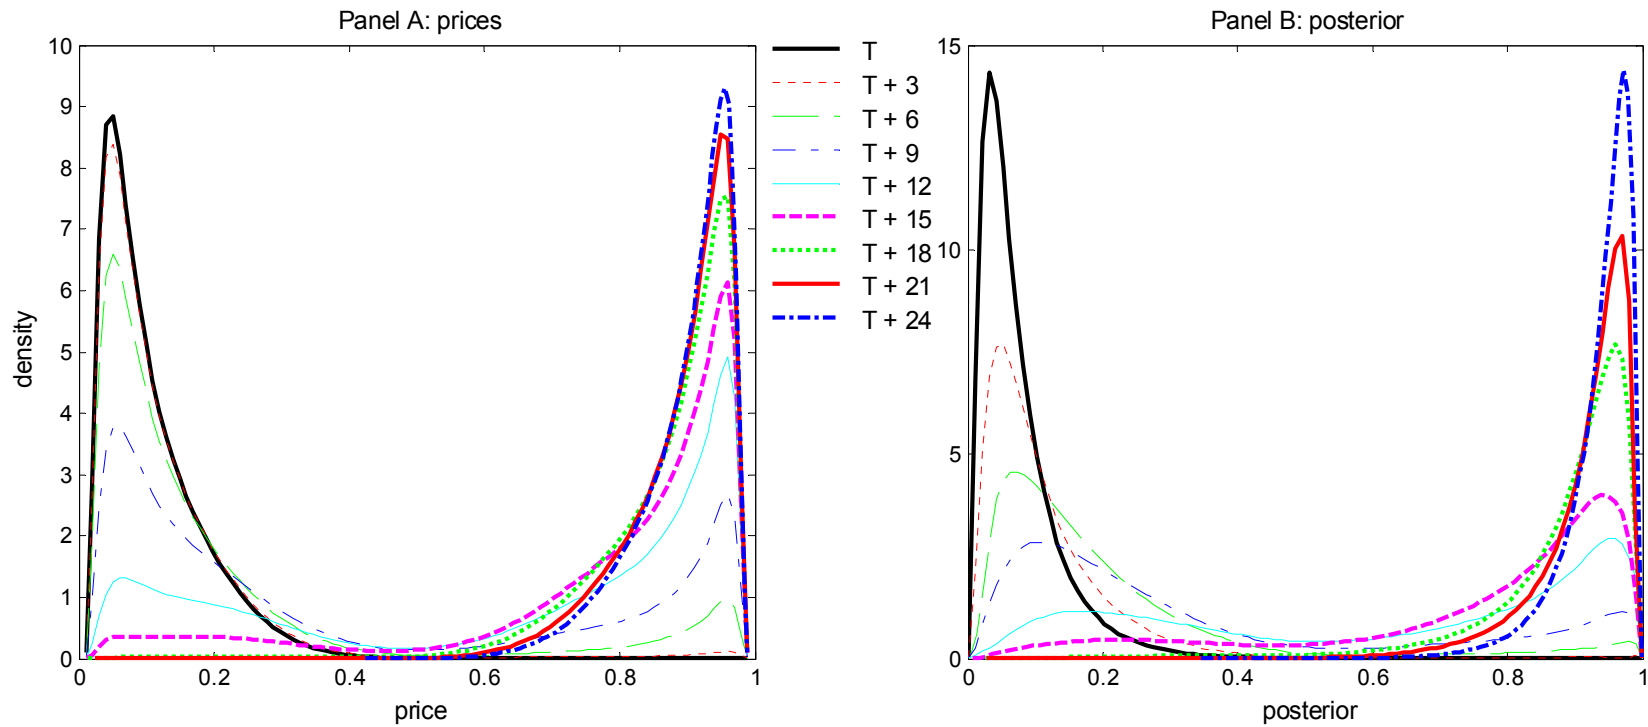 Panel A: prices
Panel B: posterior
10
9
8
7
6
5
4
3
2
1
0
density
0
0.2
0.4
0.6
0.8
1
price
T
T + 3
T + 6
T + 9
T + 12
T + 15
T + 18
T + 21
T + 24
15
10
5
0
0
0.2
0.4
0.6
0.8
1
posterior